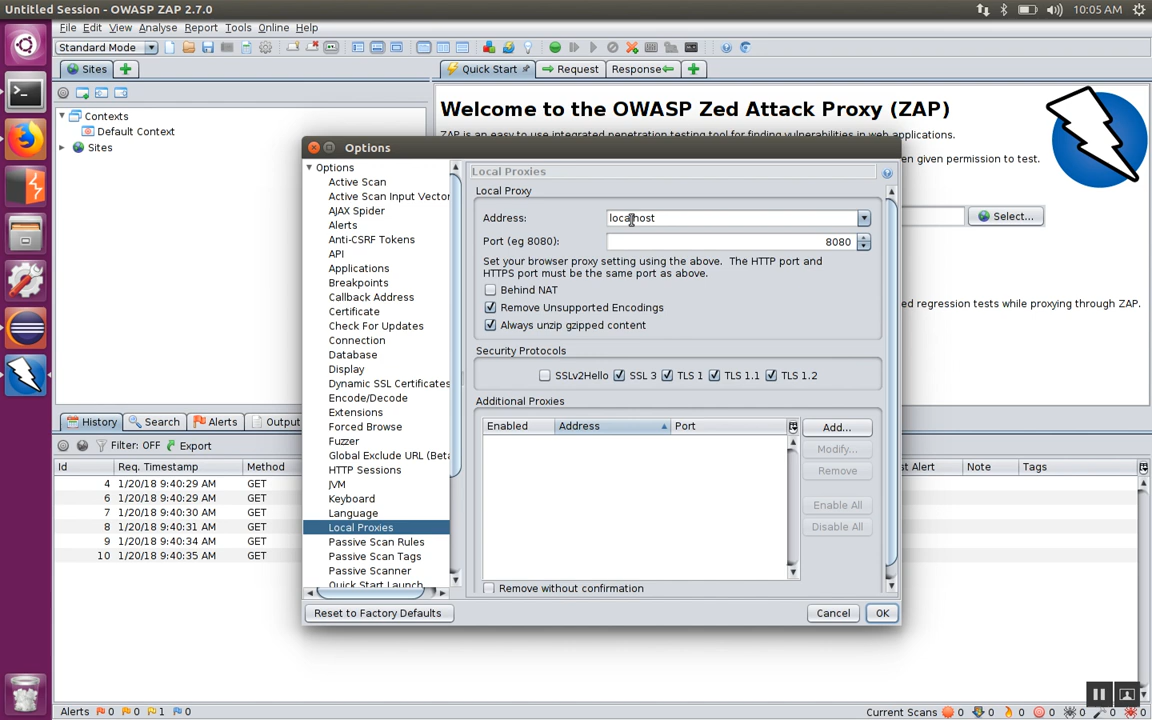 Untitled Session - OWASP ZAP 2.7.0
10:05 AM
File Edit View Analyse Report Tools Online Help
Standard Mode
Sites
Quick Start
Request
Response
Contexts
Default Context
Sites
Welcome to the OWASP Zed Attack Proxy (ZAP)
ZAP is an easy to use integrated penetration testing tool for finding vulnerabilities in web applications.
n given permission to test.
Select...
ed regression tests while proxying through ZAP.
Options
Options
Active Scan
Active Scan Input Vector
AJAX Spider
Alerts
Anti-CSRF Tokens
API
Applications
Breakpoints
Callback Address
Certificate
Check For Updates
Connection
Database
Display
Dynamic SSL Certificates
Encode/Decode
Extensions
Forced Browse
Fuzzer
Global Exclude URL (Beta
HTTP Sessions
JVM
Keyboard
Language
Local Proxies
Passive Scan Rules
Passive Scan Tags
Passive Scanner
Quick Start Launch
Local Proxies
Local Proxy
Address: localhost
Port (eg 8080): 8080
Set your browser proxy setting using the above. The HTTP port and
HTTPS port must be the same port as above.
Behind NAT
Remove Unsupported Encodings
Always unzip gzipped content
Security Protocols
SSLv2Hello SSL 3 TLS 1 TLS 1.1 TLS 1.2
Additional Proxies
Enabled Address Port
Add...
Modify...
Remove
Enable All
Disable All
Remove without confirmation
Reset to Factory Defaults
Cancel
OK
History Search Alerts Output
Filter: OFF Export
Id Req. Timestamp Method st Alert Note Tags
4 1/20/18 9:40:29 AM GET
6 1/20/18 9:40:29 AM GET
7 1/20/18 9:40:30 AM GET
8 1/20/18 9:40:31 AM GET
9 1/20/18 9:40:34 AM GET
10 1/20/18 9:40:35 AM GET
Alerts 0 0 1 0
Current Scans 0 0 0 0 0 0 0